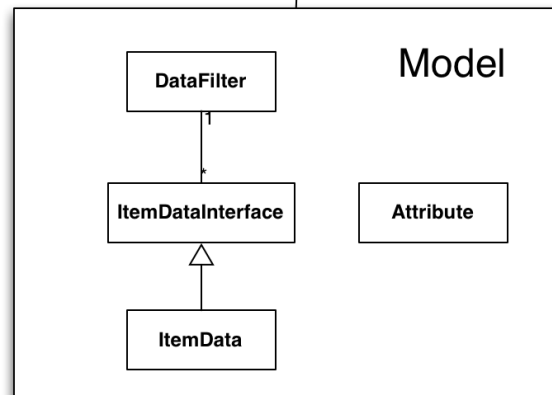 Model
DataFilter
1
*
ItemDataInterface
Attribute
ItemData